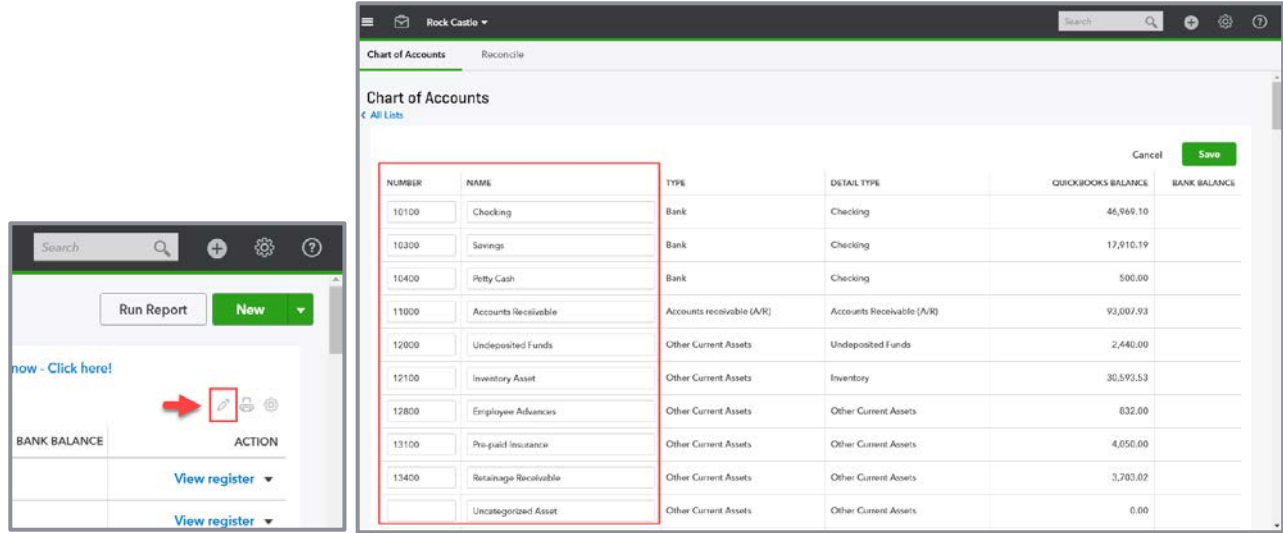 Search
Run Report New
now - Click here!
BANK BALANCE ACTION
View register
View register
Rock Castle Search
Chart of Accounts Reconcile
Chart of Accounts
All Lists
Cancel Save
NUMBER NAME TYPE DETAIL TYPE QUICKBOOKS BALANCE BANK BALANCE
10100 Checking Bank Checking 46,969.10
10300 Savings Bank Checking 17,910.19
10400 Petty Cash Bank Checking 500.00
11000 Accounts Receivable Accounts receivable (A/R) Accounts Receivable (A/R) 93,007.93
12000 Undeposited Funds Other Current Assets Undeposited Funds 2,440.00
12100 Inventory Asset Other Current Assets Inventory 30,593.53
12800 Employee Advances Other Current Assets Other Current Assets 832.00
13100 Pre-paid Insurance Other Current Assets Other Current Assets 4,050.00
13400 Retainage Receivable Other Current Assets Other Current Assets 3,703.02
Uncategorized Asset Other Current Assets Other Current Assets 0.00